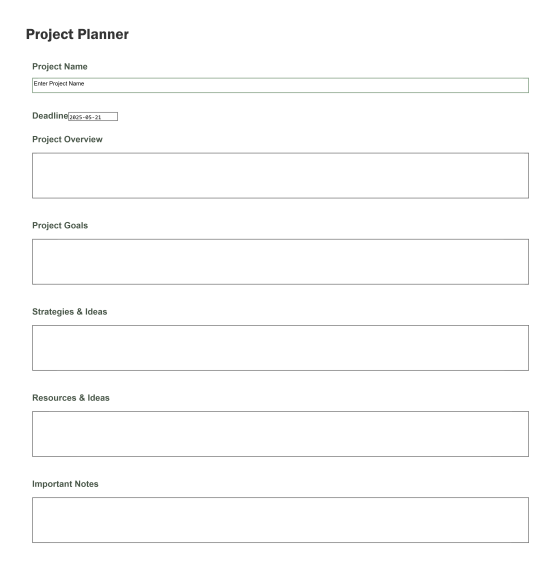 Project Planner
Project Name
Enter Project Name
Deadline 2025-05-21
Project Overview
Project Goals
Strategies & Ideas
Resources & Ideas
Important Notes